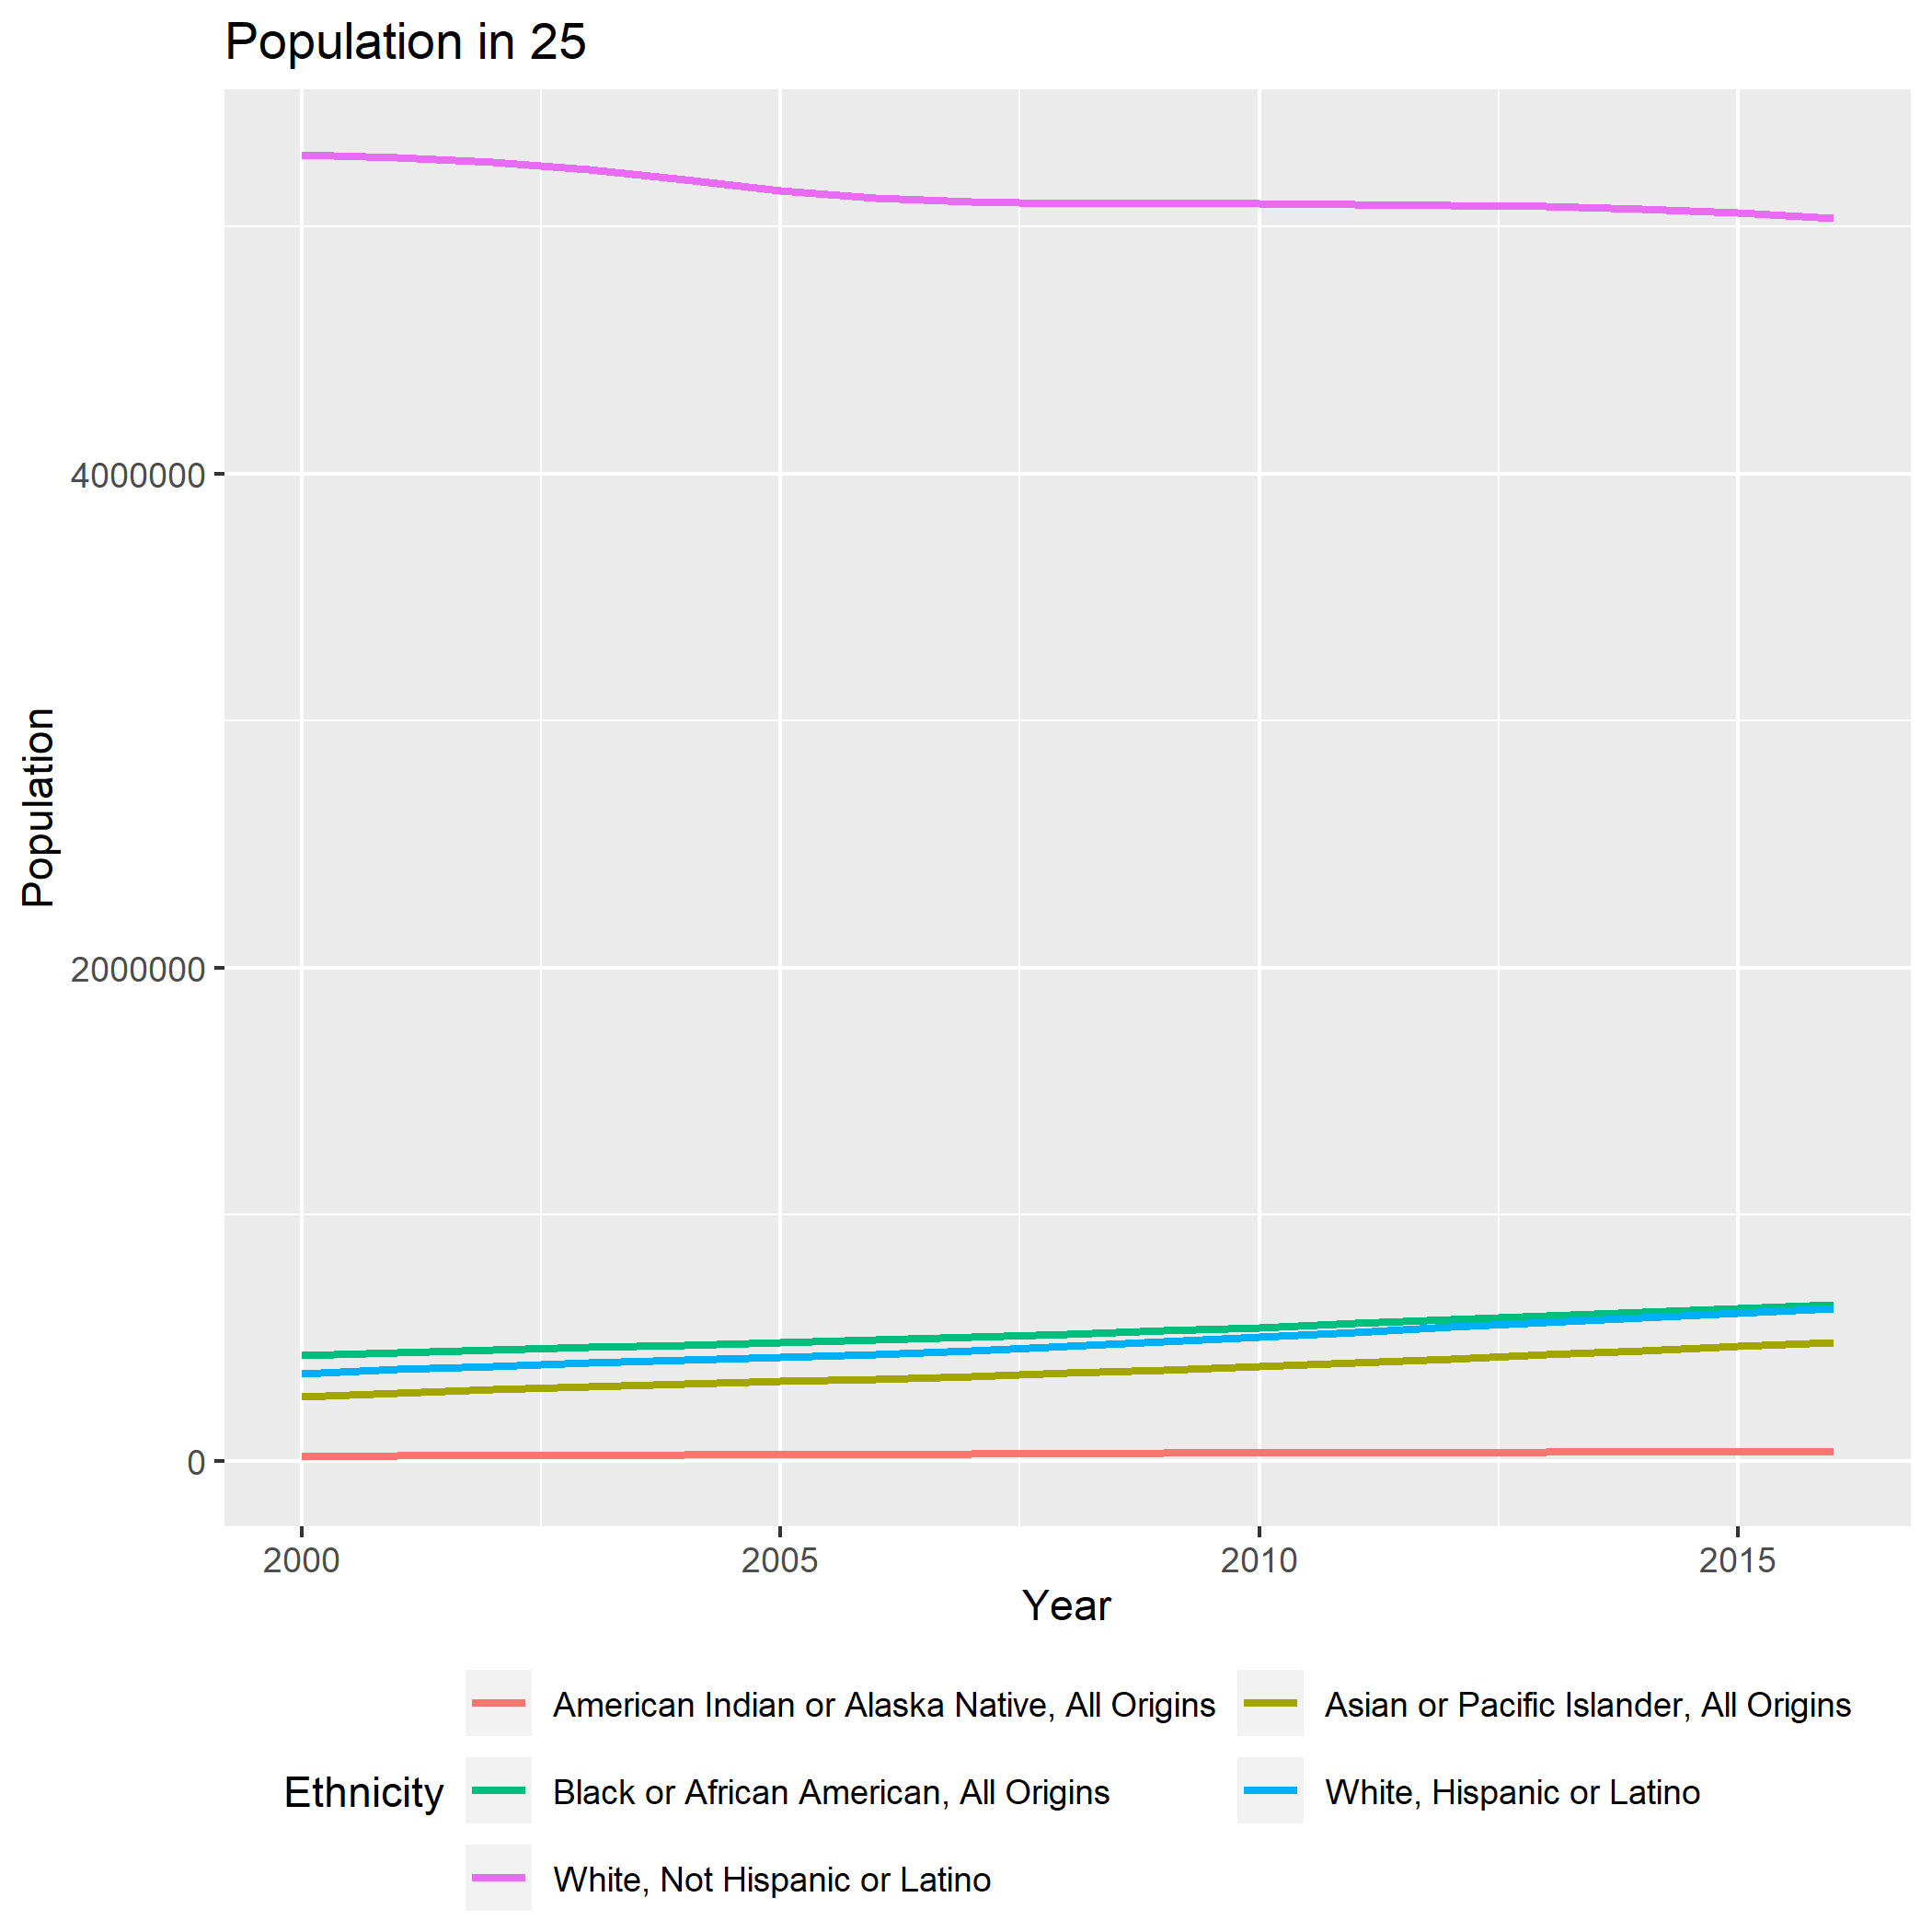 Population in 25
Population
4000000
2000000
0
2000 2005 2010 2015
Year
Ethnicity
American Indian or Alaska Native, All Origins
Asian or Pacific Islander, All Origins
Black or African American, All Origins
White, Hispanic or Latino
White, Not Hispanic or Latino